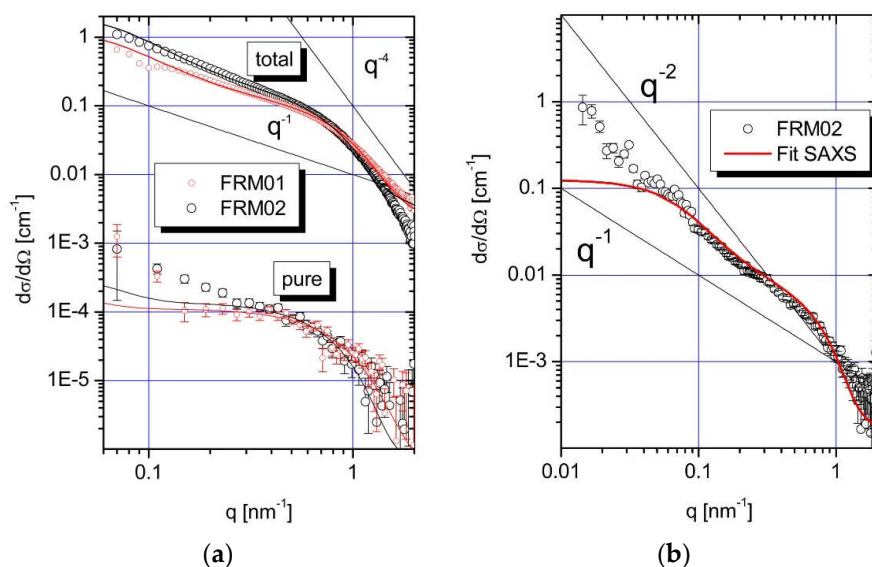 1
0.1
0.01
1E-3
1E-4
1E-5
dσ/dΩ [cm⁻¹]
total
q⁻⁴
q⁻¹
FRM01
FRM02
pure
0.1
1
q [nm⁻¹]
(a)
10
1
0.1
0.01
1E-3
dσ/dΩ [cm⁻¹]
q⁻²
FRM02
Fit SAXS
q⁻¹
0.01
0.1
1
q [nm⁻¹]
(b)